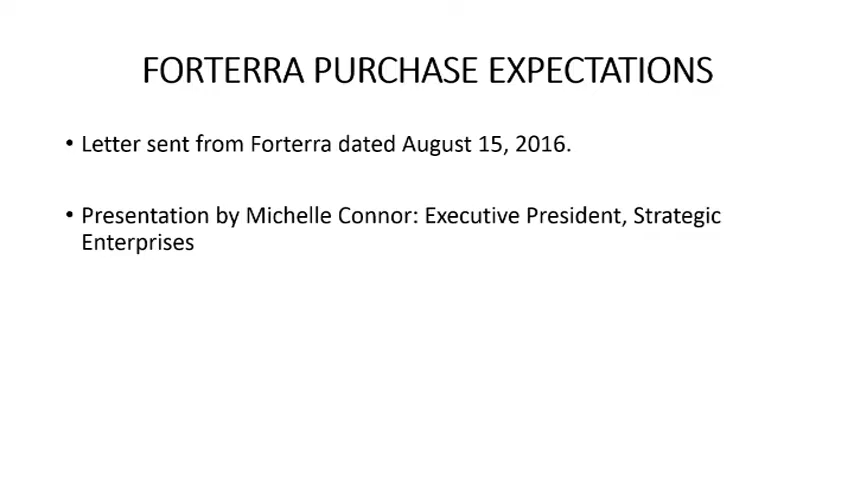 FORTERRA PURCHASE EXPECTATIONS
• Letter sent from Forterra dated August 15, 2016.
• Presentation by Michelle Connor: Executive President, Strategic
Enterprises